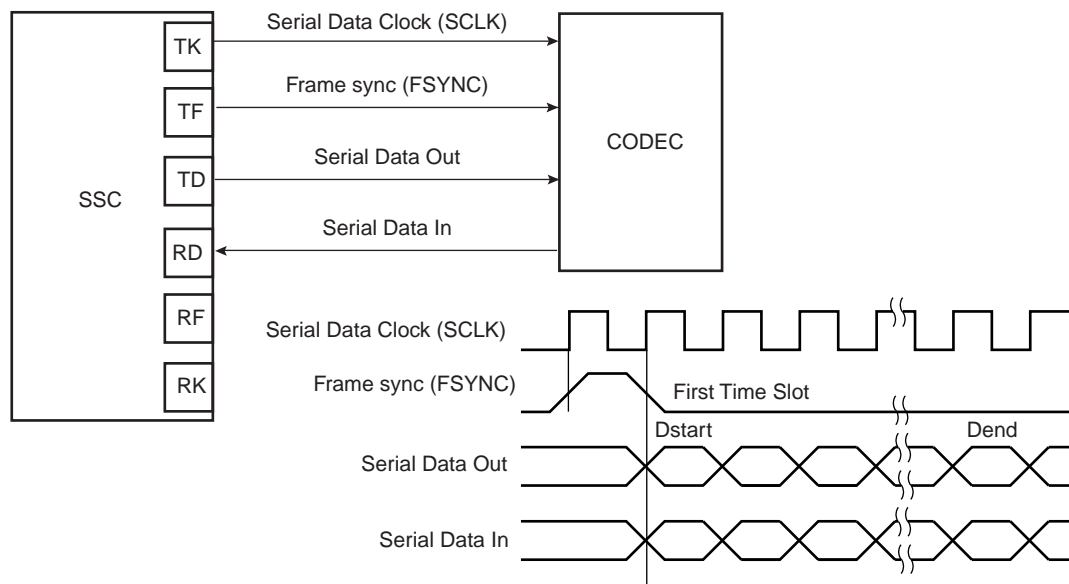 SSC
TK
TF
TD
RD
RF
RK
Serial Data Clock (SCLK)
Frame sync (FSYNC)
Serial Data Out
Serial Data In
CODEC
Serial Data Clock (SCLK)
Frame sync (FSYNC)
First Time Slot
Serial Data Out
Dstart
Dend
Serial Data In